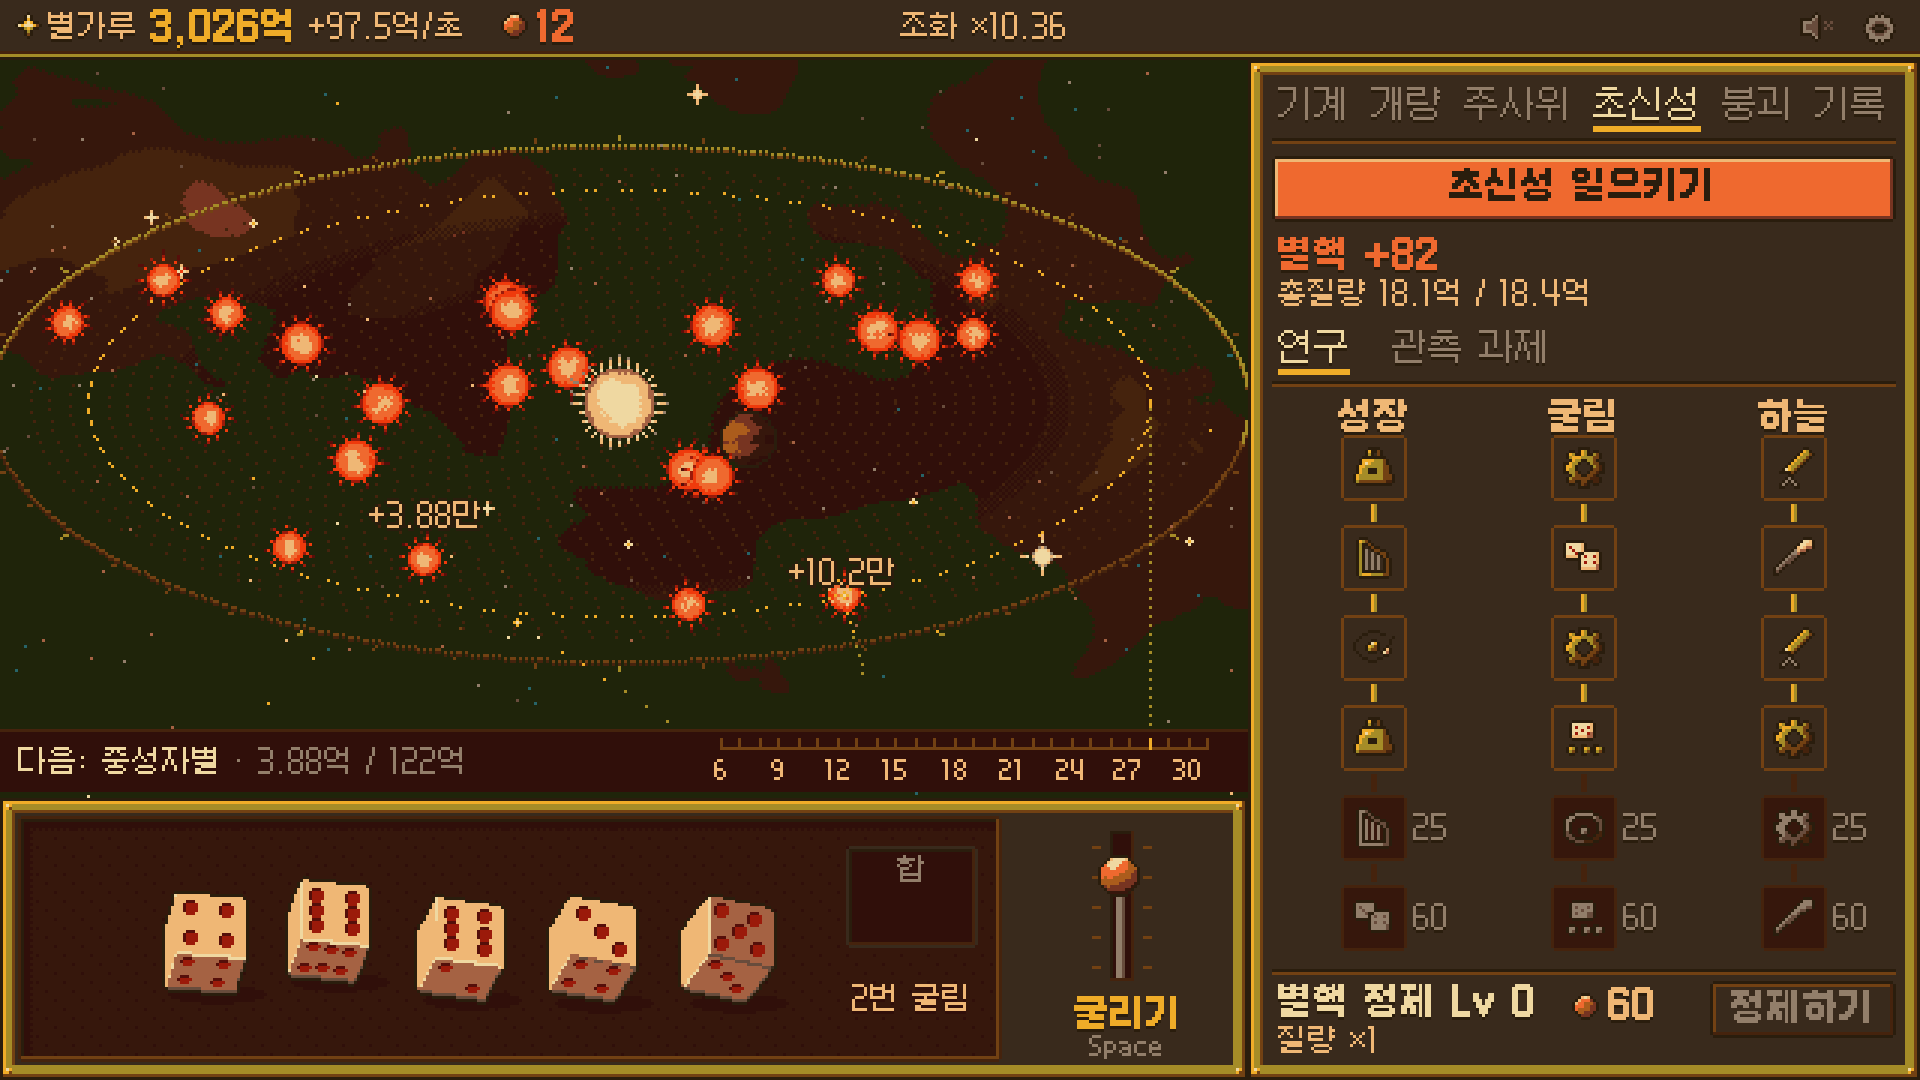 별가루 3,026억 +97.5억/초 12 조화 ×10.36
기계 개량 주사위 초신성 붕괴 기록
초신성 일으키기
별핵 +82
총질량 18.1억 / 18.4억
연구 관측 과제
성장 굴림 하늘
25 25 25
60 60 60
별핵 정제 Lv 0 60 정제하기
질량 ×1
+3.88만+
+10.2만
다음: 중성자별 · 3.88억 / 122억
6 9 12 15 18 21 24 27 30
합
2번 굴림
굴리기
Space